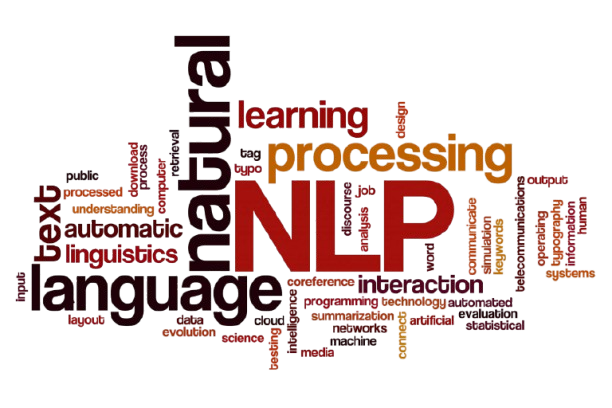 natural
learning
design
tag
processing
typo
NLP
discourse
job
analysis
word
public
download
process
retrieval
computer
processed
understanding
text
automatic
linguistics
input
language
layout
data
evolution
science
cloud
testing
intelligence
coreference
interaction
programming technology automated
summarization
networks
machine
media
connect
artificial
evaluation
statistical
communicate
simulation
keywords
telecommunications
output
operating
typography
information
human
systems